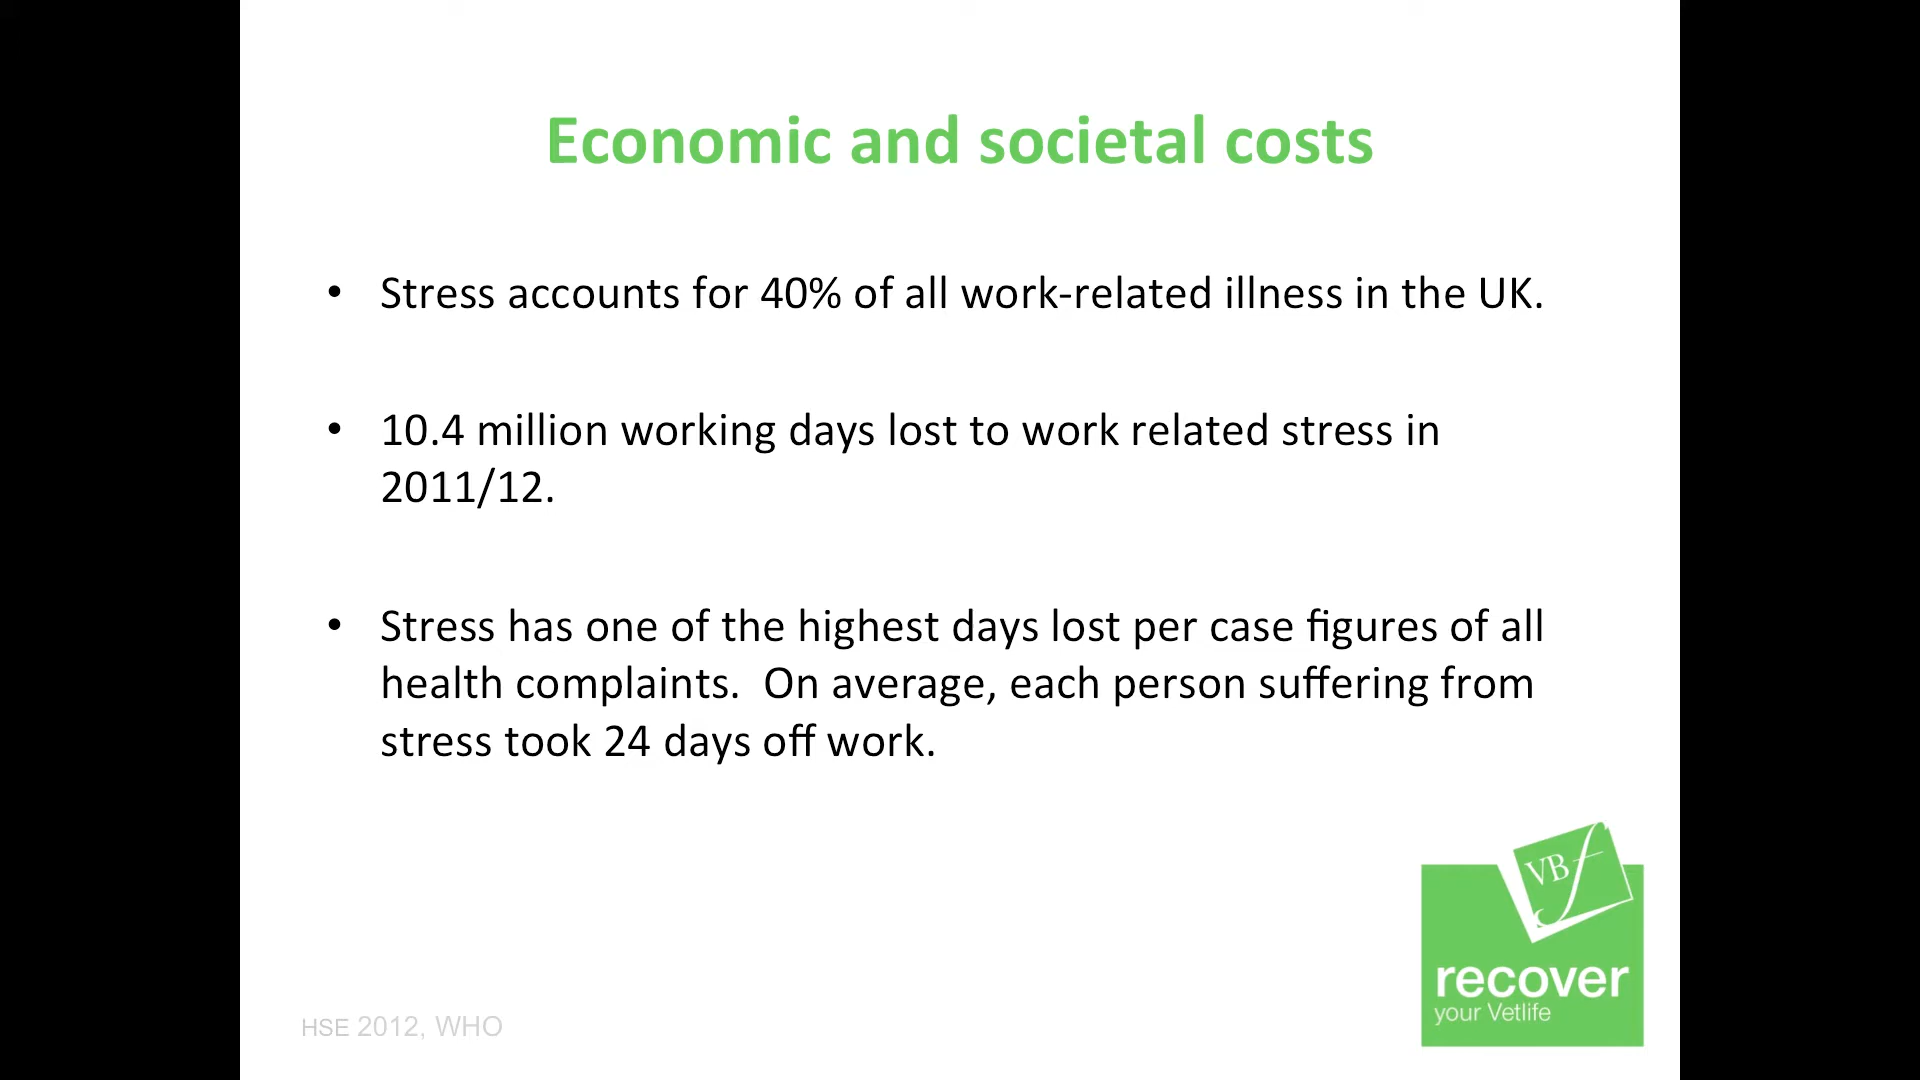 Economic and societal costs
• Stress accounts for 40% of all work-related illness in the UK.
• 10.4 million working days lost to work related stress in
2011/12.
• Stress has one of the highest days lost per case figures of all
health complaints.  On average, each person suffering from
stress took 24 days off work.
VBf
recover
your Vetlife
HSE 2012, WHO